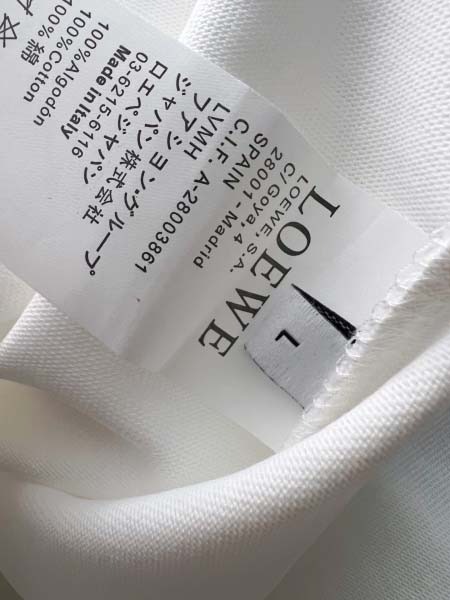 L
LOEWE
LOEWE, S.A.
C/ Goya, 4
28001, Madrid
SPAIN
C.I.F. A-28003861
LVMH ファッション・グループ
ジャパン株式会社
ロエベジャパン
03-6215-6116
Made in Italy
100%Algodón
100%Cotton
100%綿